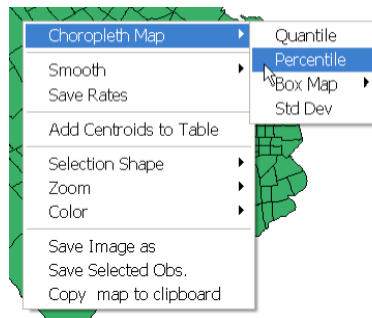 Choropleth Map
Smooth
Save Rates
Add Centroids to Table
Selection Shape
Zoom
Color
Save Image as
Save Selected Obs.
Copy map to clipboard
Quantile
Percentile
Box Map
Std Dev